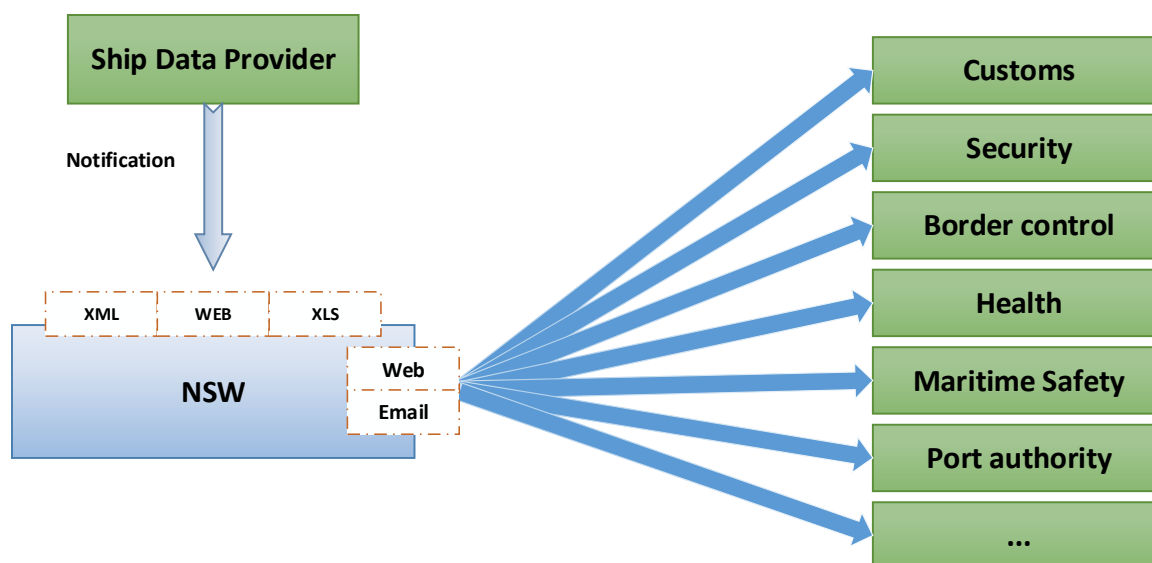 Ship Data Provider
Notification
XML
WEB
XLS
NSW
Web
Email
Customs
Security
Border control
Health
Maritime Safety
Port authority
...